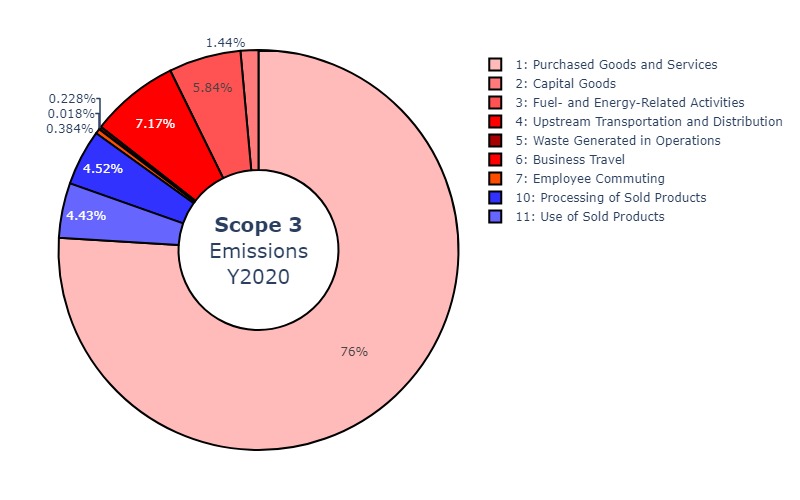 1.44%
5.84%
0.228%
0.018%
0.384%
7.17%
4.52%
4.43%
76%
Scope 3
Emissions
Y2020
1: Purchased Goods and Services
2: Capital Goods
3: Fuel- and Energy-Related Activities
4: Upstream Transportation and Distribution
5: Waste Generated in Operations
6: Business Travel
7: Employee Commuting
10: Processing of Sold Products
11: Use of Sold Products